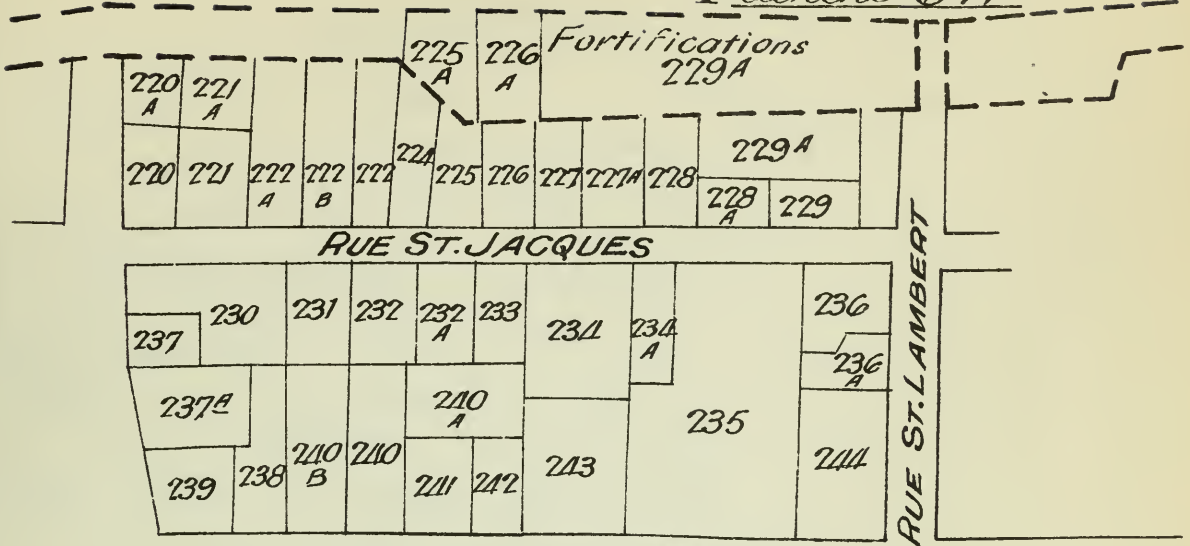 Fortifications
229A
225
A
226
A
220
A
221
A
220
221
222
A
222
B
222
224
225
226
227
227A
228
229A
228
A
229
RUE ST. JACQUES
RUE ST. LAMBERT
230
231
232
232
A
233
234
234
A
235
236
236
A
237
237A
238
239
240
B
240
240
A
241
242
243
244